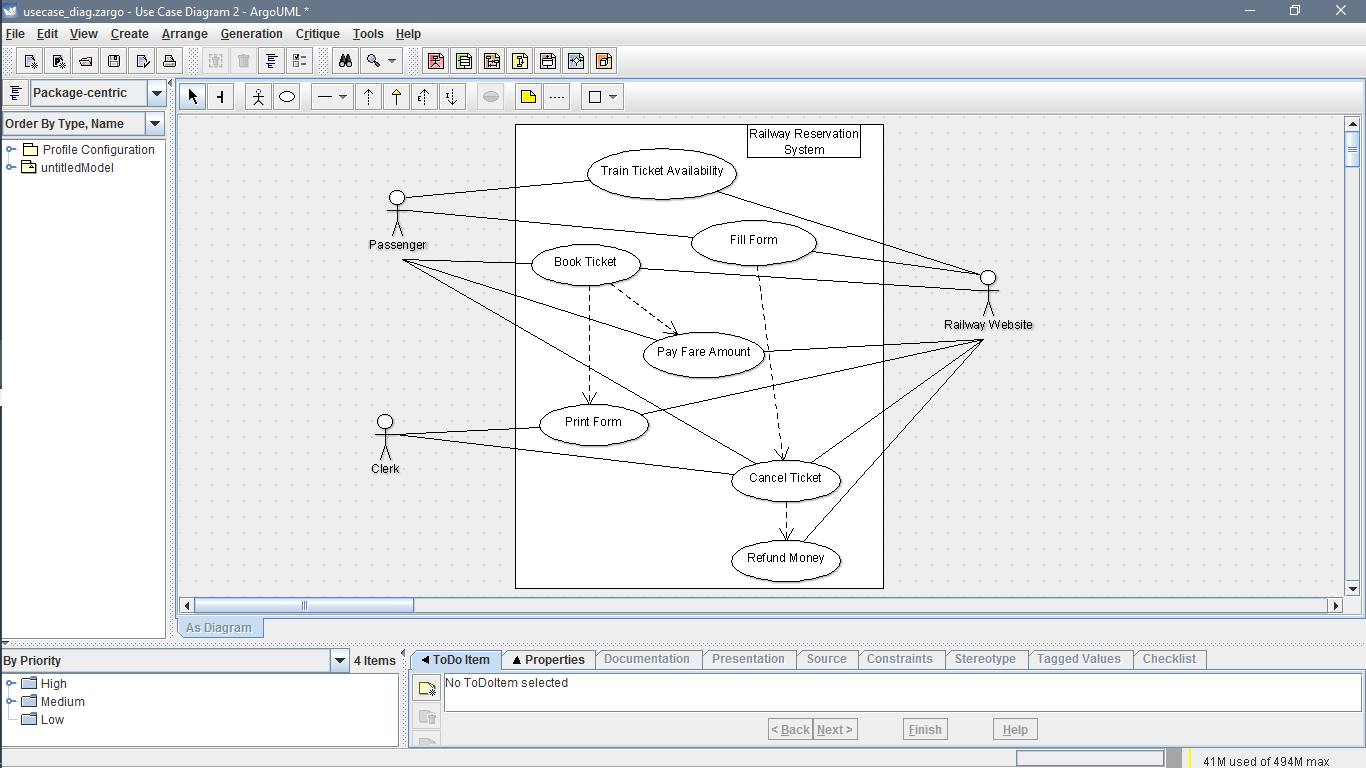 usecase_diag.zargo - Use Case Diagram 2 - ArgoUML *
File Edit View Create Arrange Generation Critique Tools Help
Package-centric
Order By Type, Name
Profile Configuration
untitledModel
Railway Reservation
System
Train Ticket Availability
Passenger
Fill Form
Book Ticket
Railway Website
Pay Fare Amount
Print Form
Clerk
Cancel Ticket
Refund Money
As Diagram
By Priority 4 Items
High
Medium
Low
ToDo Item Properties Documentation Presentation Source Constraints Stereotype Tagged Values Checklist
No ToDoItem selected
< Back Next > Finish Help
41M used of 494M max